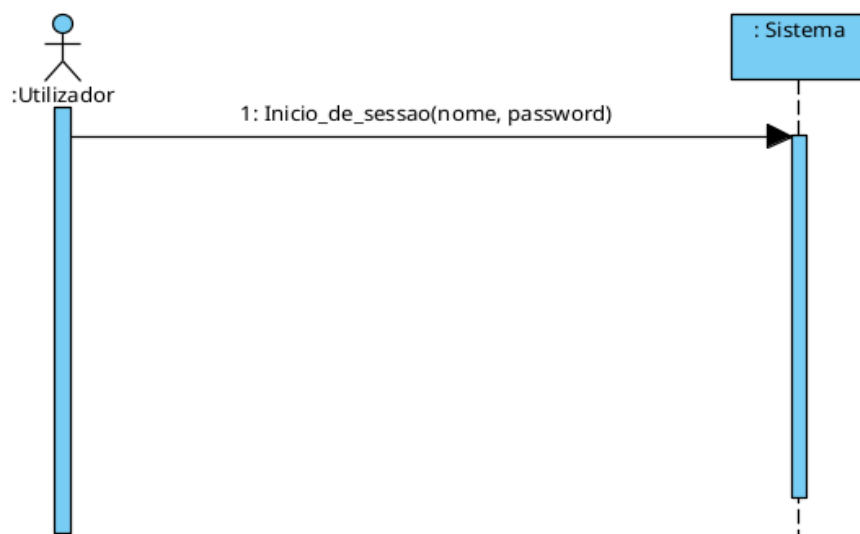 : Sistema
:Utilizador
1: Inicio_de_sessao(nome, password)